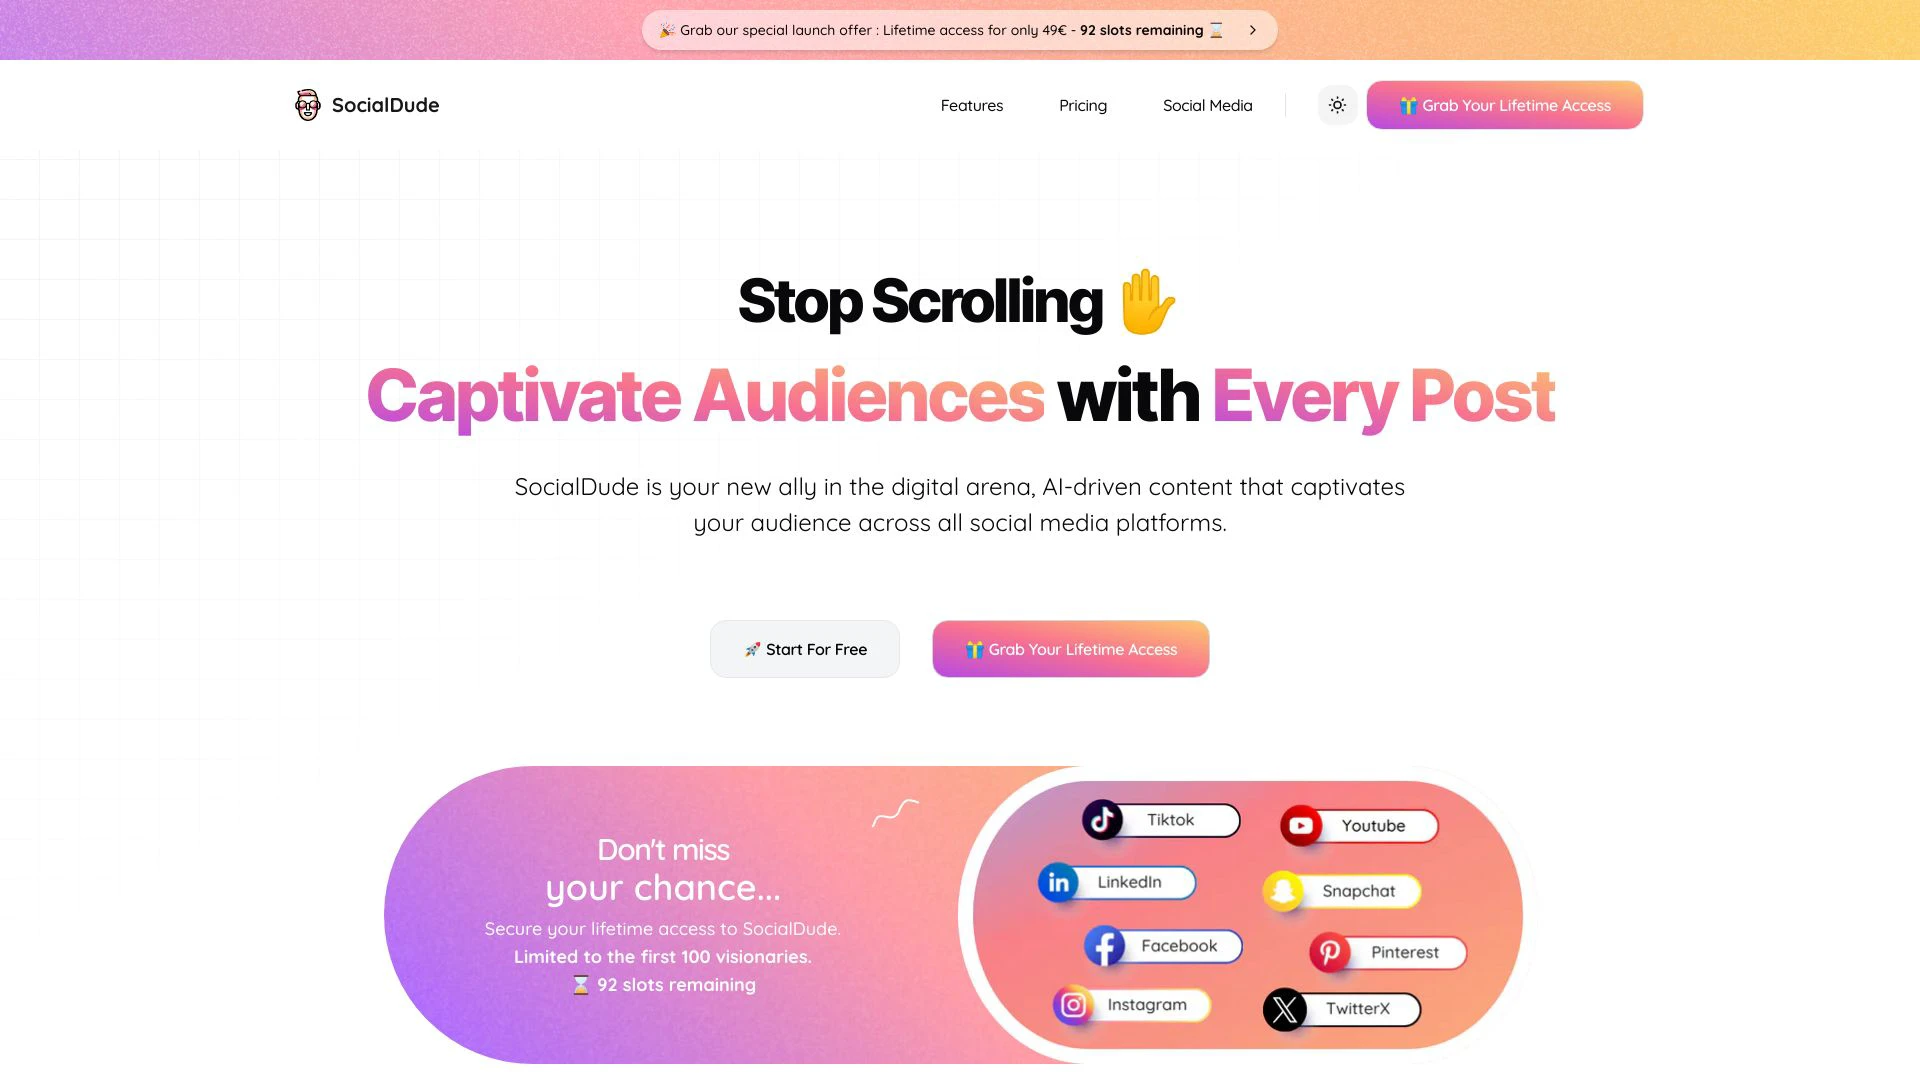 🎉 Grab our special launch offer : Lifetime access for only 49€ - 92 slots remaining ⌛
SocialDude
Features
Pricing
Social Media
🎁 Grab Your Lifetime Access
Stop Scrolling ✋
Captivate Audiences with Every Post
SocialDude is your new ally in the digital arena, AI-driven content that captivates
your audience across all social media platforms.
🚀 Start For Free
🎁 Grab Your Lifetime Access
Don't miss
your chance...
Secure your lifetime access to SocialDude.
Limited to the first 100 visionaries.
⌛ 92 slots remaining
Tiktok
Youtube
LinkedIn
Snapchat
Facebook
Pinterest
Instagram
TwitterX